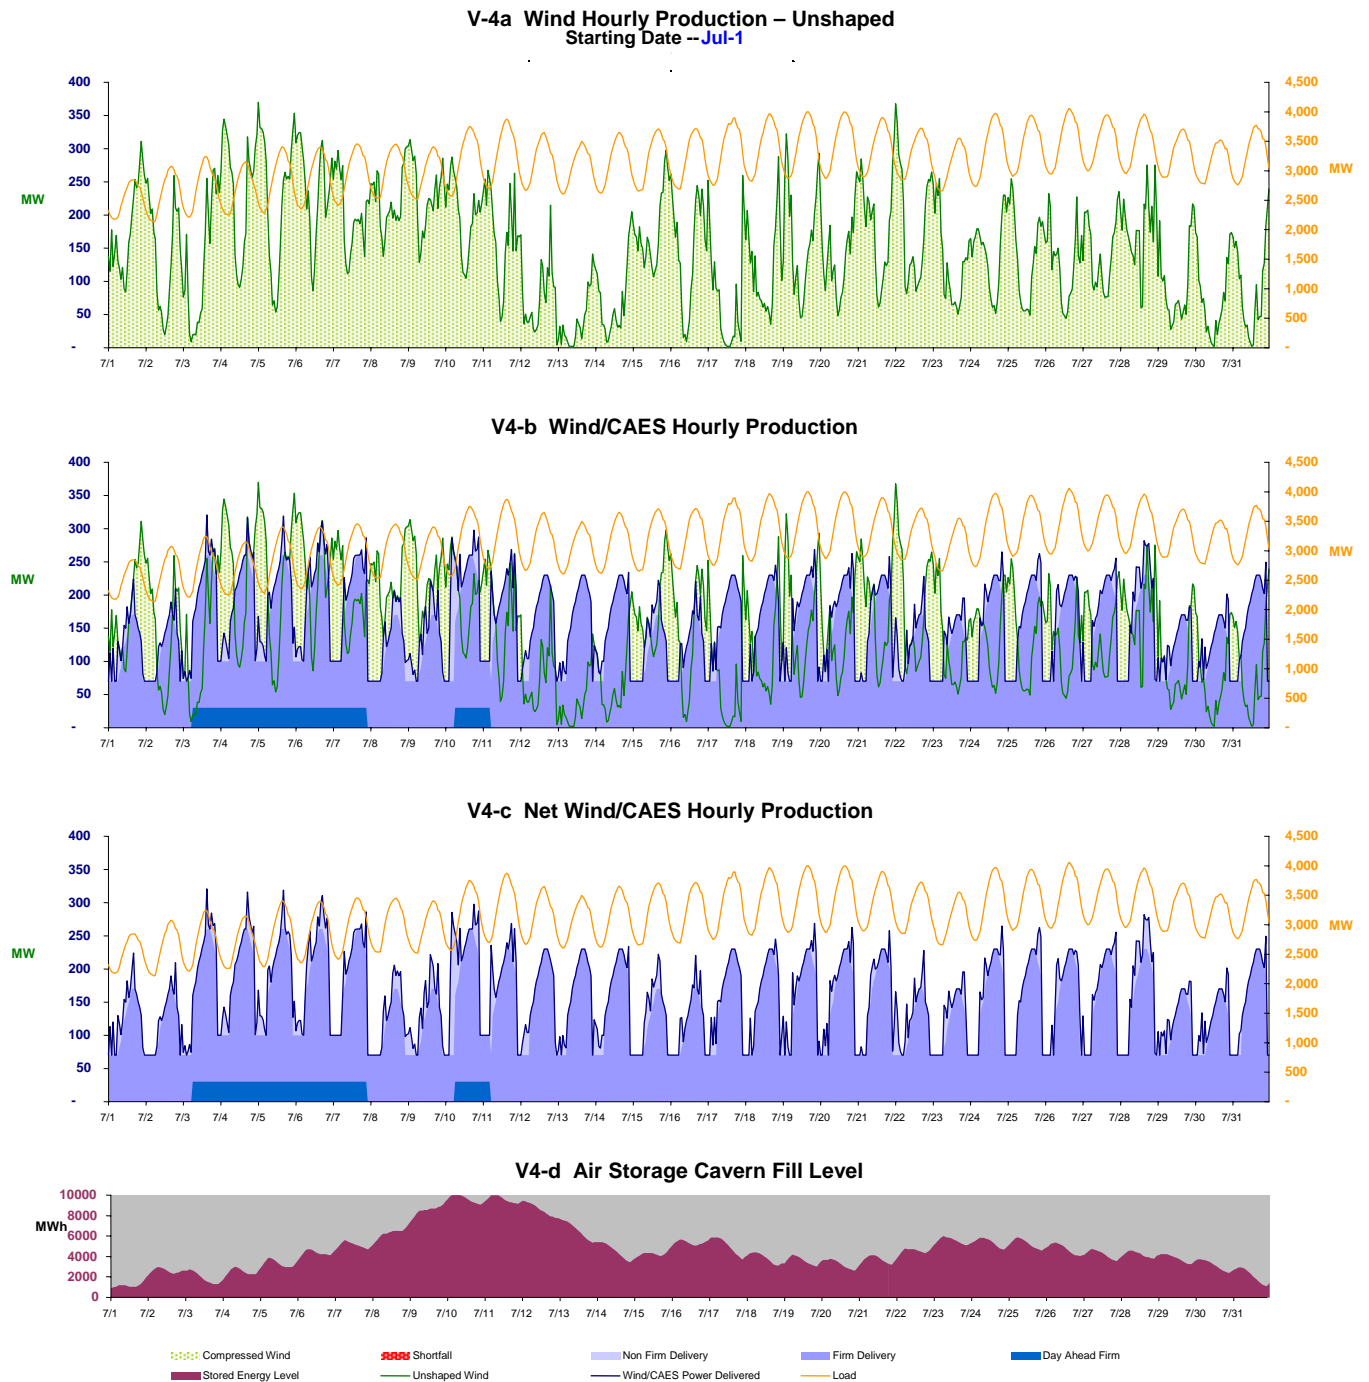 V-4a Wind Hourly Production – Unshaped
Starting Date --Jul-1
400 4,500
350 4,000
300 3,500
250 3,000
MW MW
200 2,500
150 2,000
100 1,500
50 1,000
- 500
-
7/1 7/2 7/3 7/4 7/5 7/6 7/7 7/8 7/9 7/10 7/11 7/12 7/13 7/14 7/15 7/16 7/17 7/18 7/19 7/20 7/21 7/22 7/23 7/24 7/25 7/26 7/27 7/28 7/29 7/30 7/31
V4-b Wind/CAES Hourly Production
400 4,500
350 4,000
300 3,500
250 3,000
MW MW
200 2,500
150 2,000
100 1,500
50 1,000
- 500
-
7/1 7/2 7/3 7/4 7/5 7/6 7/7 7/8 7/9 7/10 7/11 7/12 7/13 7/14 7/15 7/16 7/17 7/18 7/19 7/20 7/21 7/22 7/23 7/24 7/25 7/26 7/27 7/28 7/29 7/30 7/31
V4-c Net Wind/CAES Hourly Production
400 4,500
350 4,000
300 3,500
250 3,000
MW MW
200 2,500
150 2,000
100 1,500
50 1,000
- 500
-
7/1 7/2 7/3 7/4 7/5 7/6 7/7 7/8 7/9 7/10 7/11 7/12 7/13 7/14 7/15 7/16 7/17 7/18 7/19 7/20 7/21 7/22 7/23 7/24 7/25 7/26 7/27 7/28 7/29 7/30 7/31
V4-d Air Storage Cavern Fill Level
10000
MWh
8000
6000
4000
2000
0
7/1 7/2 7/3 7/4 7/5 7/6 7/7 7/8 7/9 7/10 7/11 7/12 7/13 7/14 7/15 7/16 7/17 7/18 7/19 7/20 7/21 7/22 7/23 7/24 7/25 7/26 7/27 7/28 7/29 7/30 7/31
Compressed Wind Shortfall Non Firm Delivery Firm Delivery Day Ahead Firm
Stored Energy Level Unshaped Wind Wind/CAES Power Delivered Load